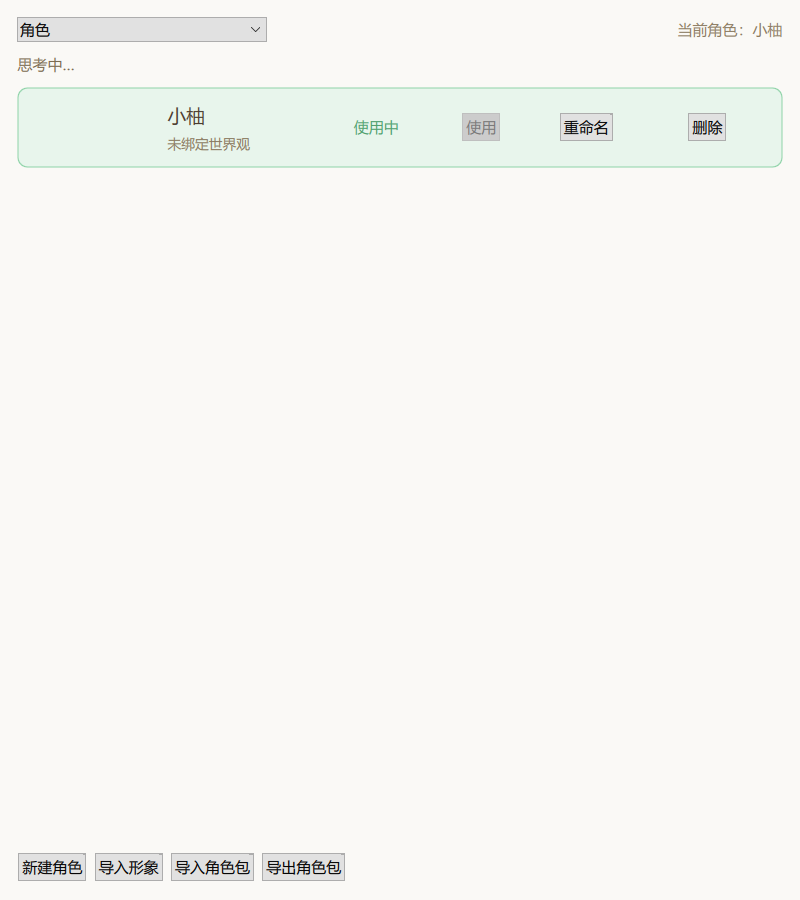 角色 当前角色：小柚
思考中...
小柚
未绑定世界观
使用中 使用 重命名 删除
新建角色 导入形象 导入角色包 导出角色包